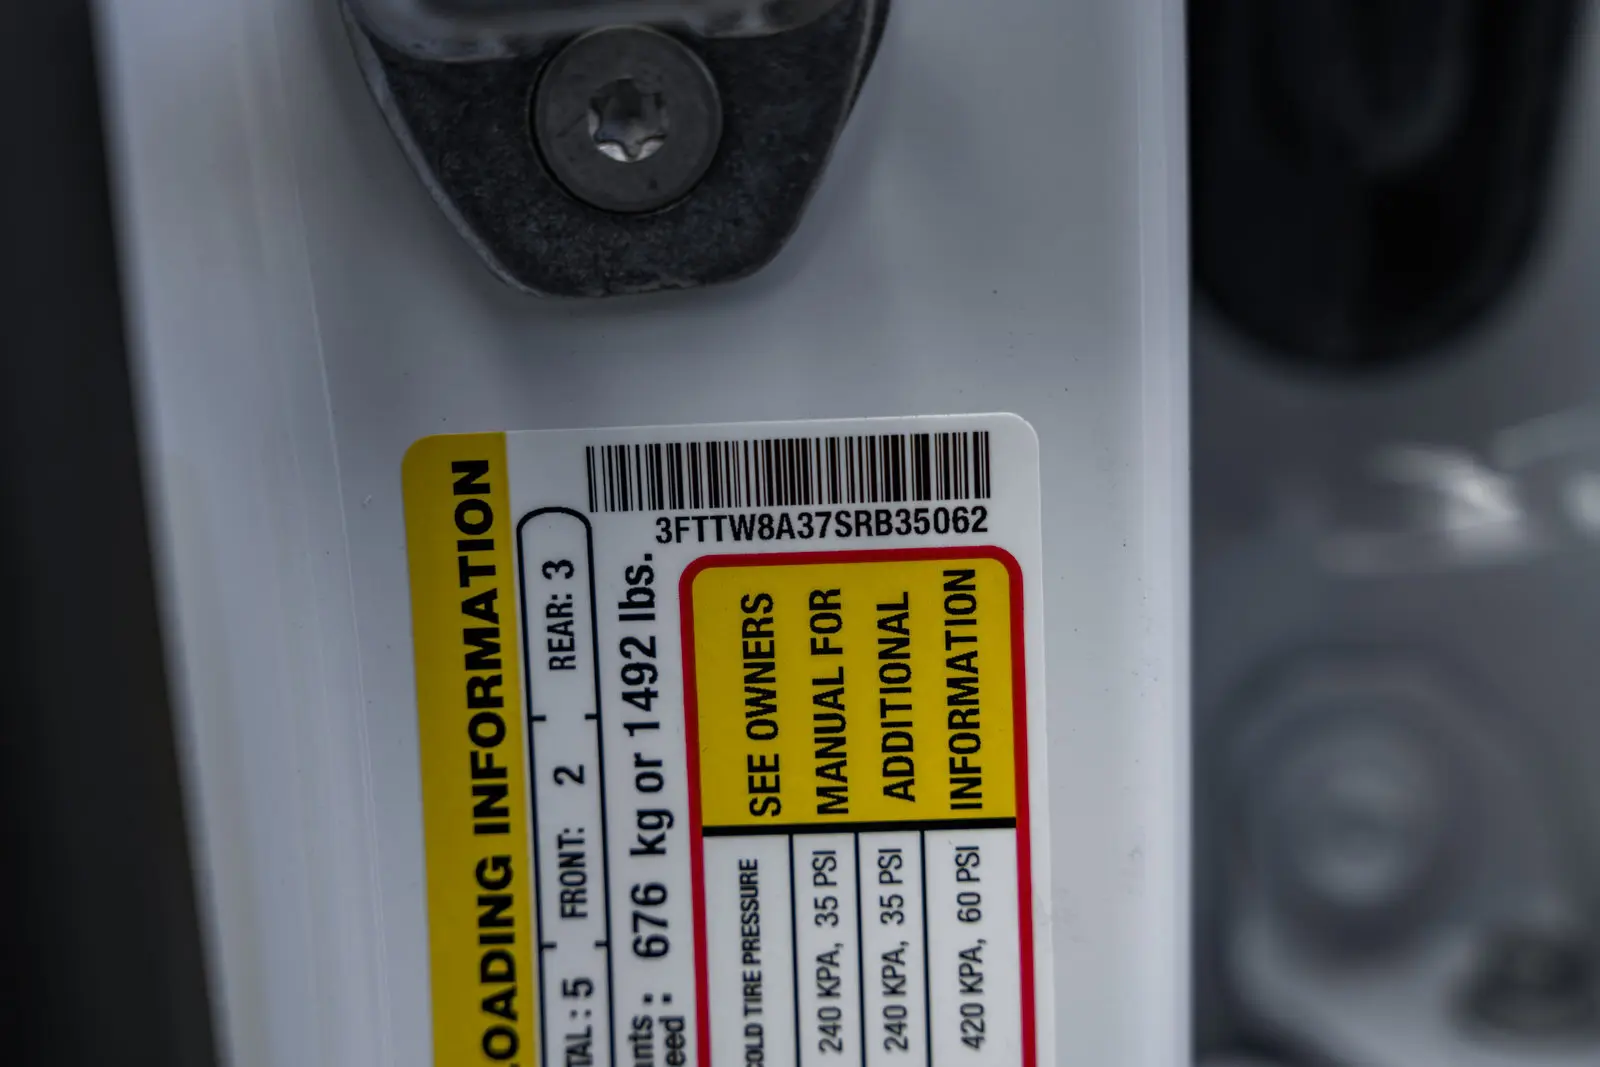 3FTTW8A37SRB35062
LOADING INFORMATION
TAL: 5 FRONT: 2 REAR: 3
ants: 676 kg or 1492 lbs.
eed:
COLD TIRE PRESSURE
240 KPA, 35 PSI
240 KPA, 35 PSI
420 KPA, 60 PSI
SEE OWNERS
MANUAL FOR
ADDITIONAL
INFORMATION